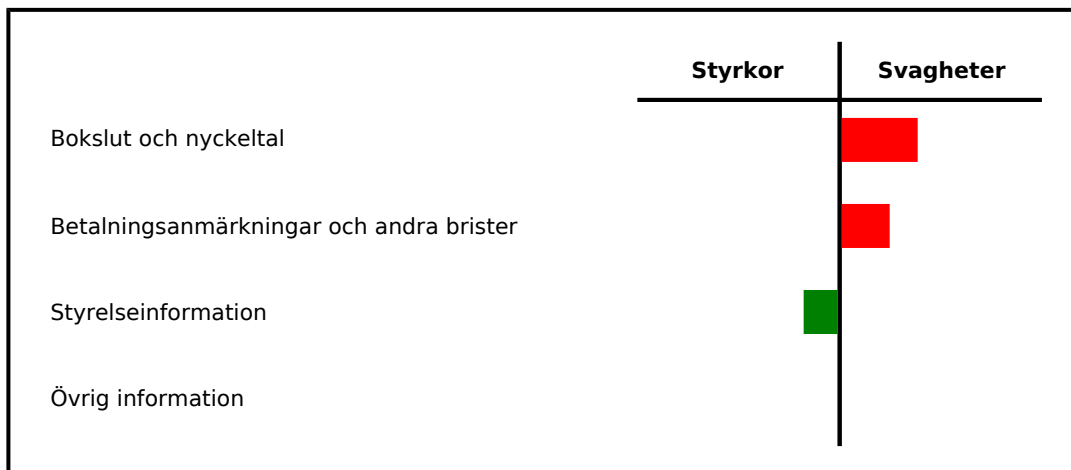 Styrkor Svagheter
Bokslut och nyckeltal
Betalningsanmärkningar och andra brister
Styrelseinformation
Övrig information